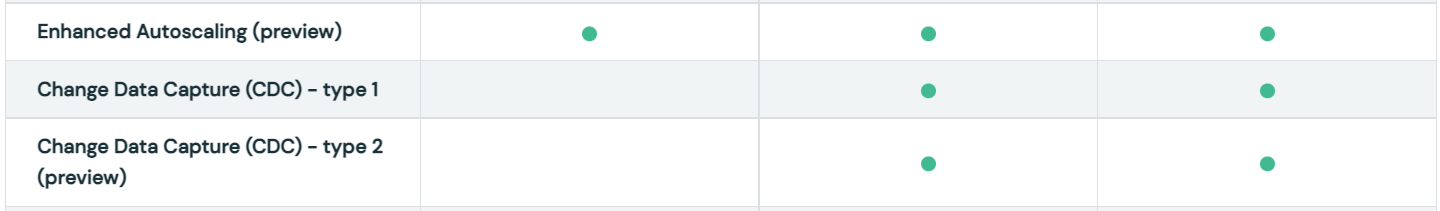 Enhanced Autoscaling (preview)
Change Data Capture (CDC) – type 1
Change Data Capture (CDC) – type 2
(preview)